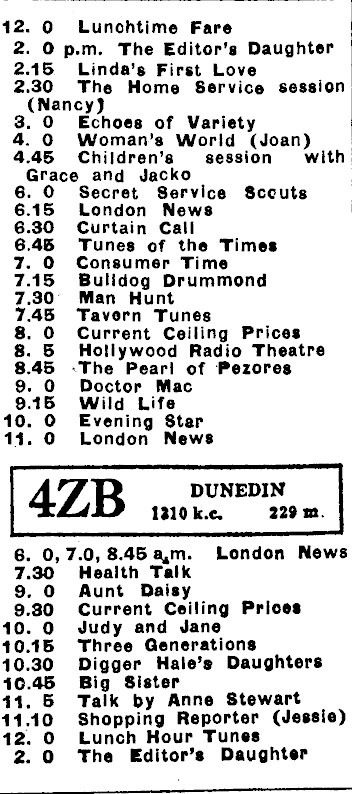 12. 0 Lunchtime Fare
2. 0 p.m. The Editor's Daughter
2.15 Linda's First Love
2.30 The Home Service session
(Nancy)
3. 0 Echoes of Variety
4. 0 Woman's World (Joan)
4.45 Children's session with
Grace and Jacko
6. 0 Secret Service Scouts
6.15 London News
6.30 Curtain Call
6.45 Tunes of the Times
7. 0 Consumer Time
7.15 Bulldog Drummond
7.30 Man Hunt
7.45 Tavern Tunes
8. 0 Current Ceiling Prices
8. 5 Hollywood Radio Theatre
8.45 The Pearl of Pezores
9. 0 Doctor Mac
9.15 Wild Life
10. 0 Evening Star
11. 0 London News
4ZB DUNEDIN
1310 k.c. 229 m.
6. 0, 7.0, 8.45 a.m. London News
7.30 Health Talk
9. 0 Aunt Daisy
9.30 Current Ceiling Prices
10. 0 Judy and Jane
10.15 Three Generations
10.30 Digger Hale's Daughters
10.45 Big Sister
11. 5 Talk by Anne Stewart
11.10 Shopping Reporter (Jessie)
12. 0 Lunch Hour Tunes
2. 0 The Editor's Daughter